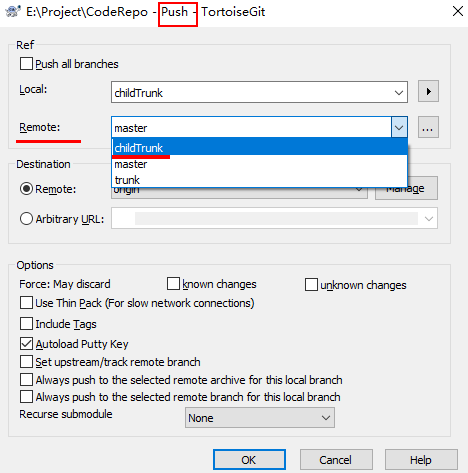 E:\Project\CodeRepo - Push - TortoiseGit
Ref
Push all branches
Local:
childTrunk
Remote:
master
...
childTrunk
master
trunk
Destination
Remote:
origin
Manage
Arbitrary URL:
Options
Force: May discard
known changes
unknown changes
Use Thin Pack (For slow network connections)
Include Tags
Autoload Putty Key
Set upstream/track remote branch
Always push to the selected remote archive for this local branch
Always push to the selected remote branch for this local branch
Recurse submodule
None
OK
Cancel
Help